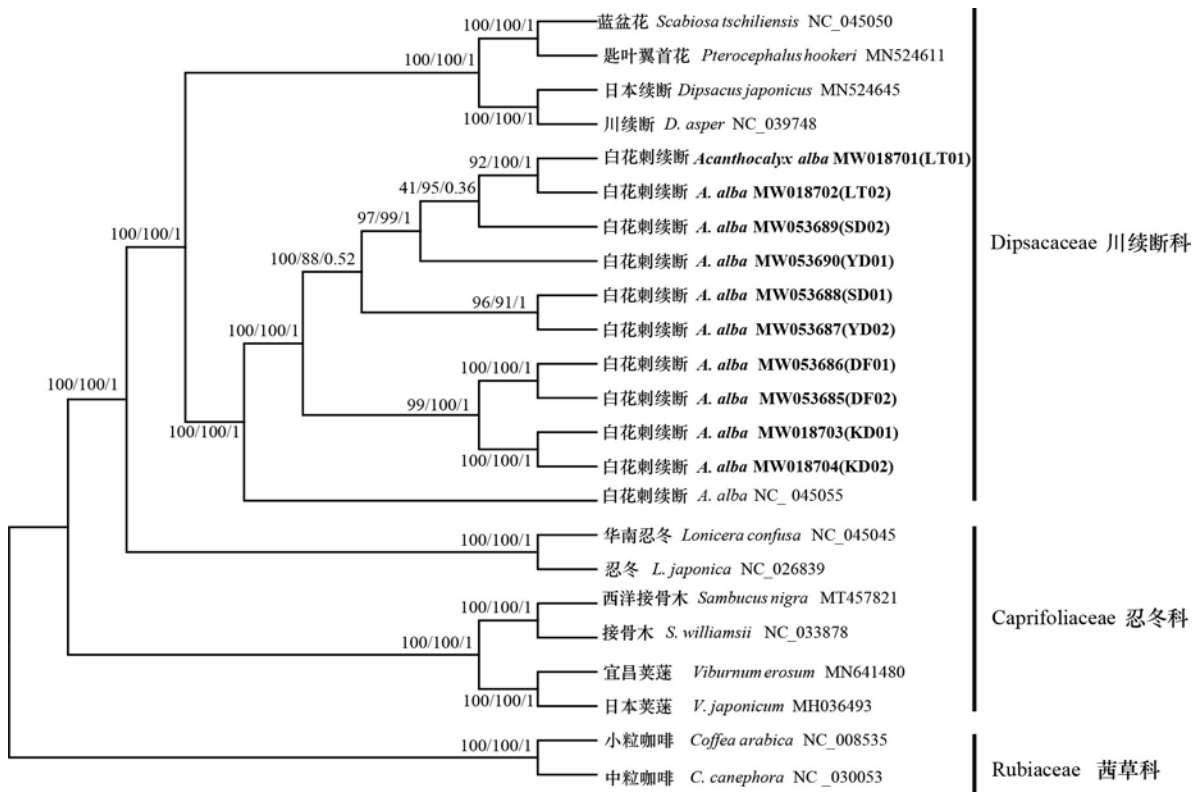 100/100/1
蓝盆花 Scabiosa tschiliensis NC_045050
100/100/1
匙叶翼首花 Pterocephalus hookeri MN524611
日本续断 Dipsacus japonicus MN524645
100/100/1
川续断 D. asper NC_039748
92/100/1
白花刺续断 Acanthocalyx alba MW018701(LT01)
41/95/0.36
白花刺续断 A. alba MW018702(LT02)
97/99/1
白花刺续断 A. alba MW053689(SD02)
100/100/1
Dipsacaceae 川续断科
100/88/0.52
白花刺续断 A. alba MW053690(YD01)
96/91/1
白花刺续断 A. alba MW053688(SD01)
100/100/1
白花刺续断 A. alba MW053687(YD02)
100/100/1
白花刺续断 A. alba MW053686(DF01)
100/100/1
白花刺续断 A. alba MW053685(DF02)
99/100/1
100/100/1
白花刺续断 A. alba MW018703(KD01)
100/100/1
白花刺续断 A. alba MW018704(KD02)
白花刺续断 A. alba NC_ 045055
100/100/1
华南忍冬 Lonicera confusa NC_045045
忍冬 L. japonica NC_026839
100/100/1
西洋接骨木 Sambucus nigra MT457821
Caprifoliaceae 忍冬科
100/100/1
接骨木 S. williamsii NC_033878
宜昌荚蒾 Viburnum erosum MN641480
100/100/1
日本荚蒾 V. japonicum MH036493
100/100/1
小粒咖啡 Coffea arabica NC_008535
Rubiaceae 茜草科
中粒咖啡 C. canephora NC _030053